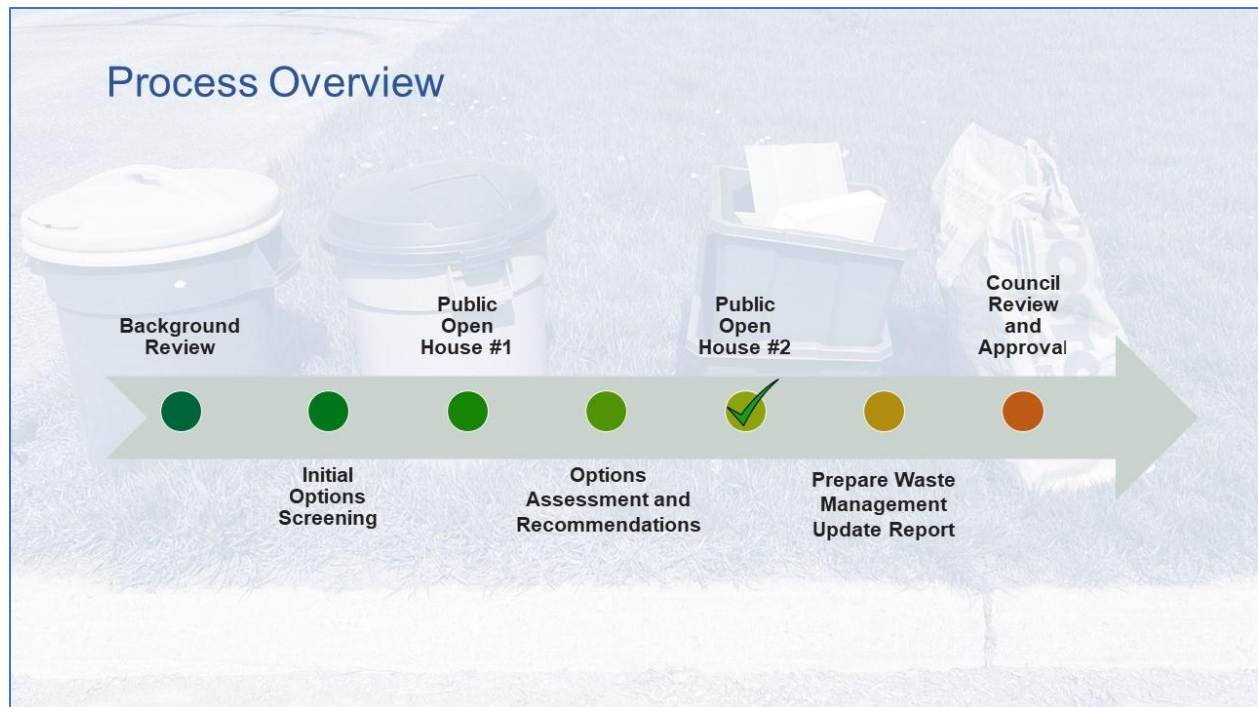 Process Overview
Background
Review
Initial
Options
Screening
Public
Open
House #1
Options
Assessment and
Recommendations
Public
Open
House #2
Prepare Waste
Management
Update Report
Council
Review
and
Approval